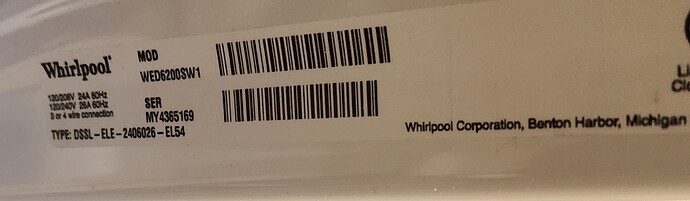 Whirlpool
120/208V 24A 60Hz
120/240V 26A 60Hz
3 or 4 wire connection
TYPE: DSSL-ELE-2406026-EL54
MOD
WED6200SW1
SER
MY4365169
Whirlpool Corporation, Benton Harbor, Michigan